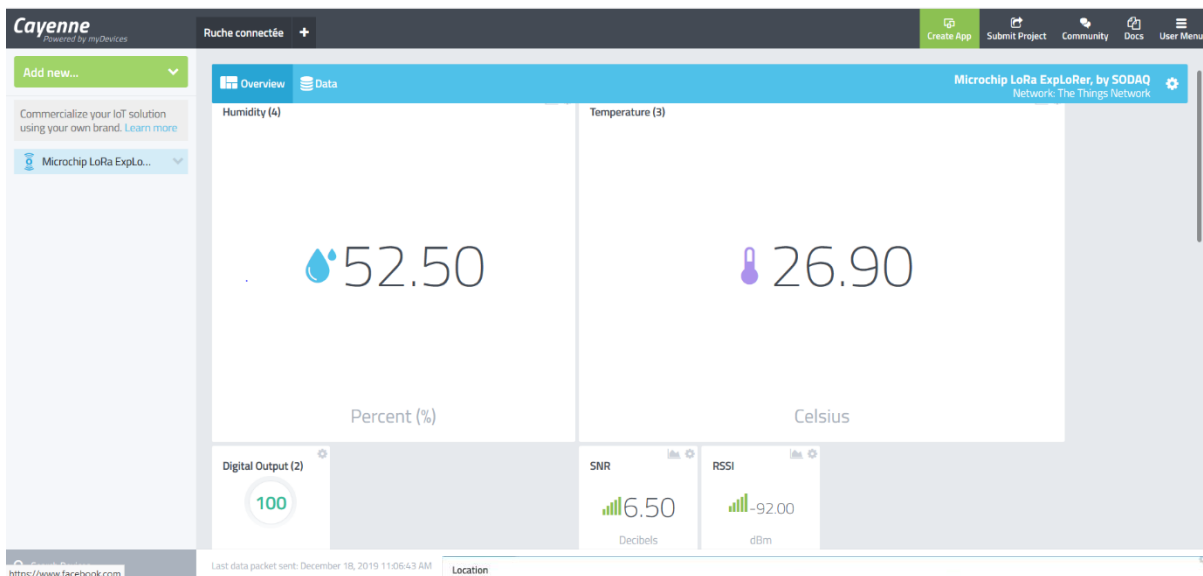 Cayenne
Powered by myDevices
Ruche connectée +
Create App
Submit Project
Community
Docs
User Menu
Add new...
Commercialize your IoT solution
using your own brand. Learn more
Microchip LoRa ExpLo...
Overview
Data
Microchip LoRa ExpLoRer, by SODAQ
Network: The Things Network
Humidity (4)
52.50
Percent (%)
Temperature (3)
26.90
Celsius
Digital Output (2)
100
SNR
6.50
Decibels
RSSI
-92.00
dBm
Last data packet sent: December 18, 2019 11:06:43 AM
Location
https://www.facebook.com